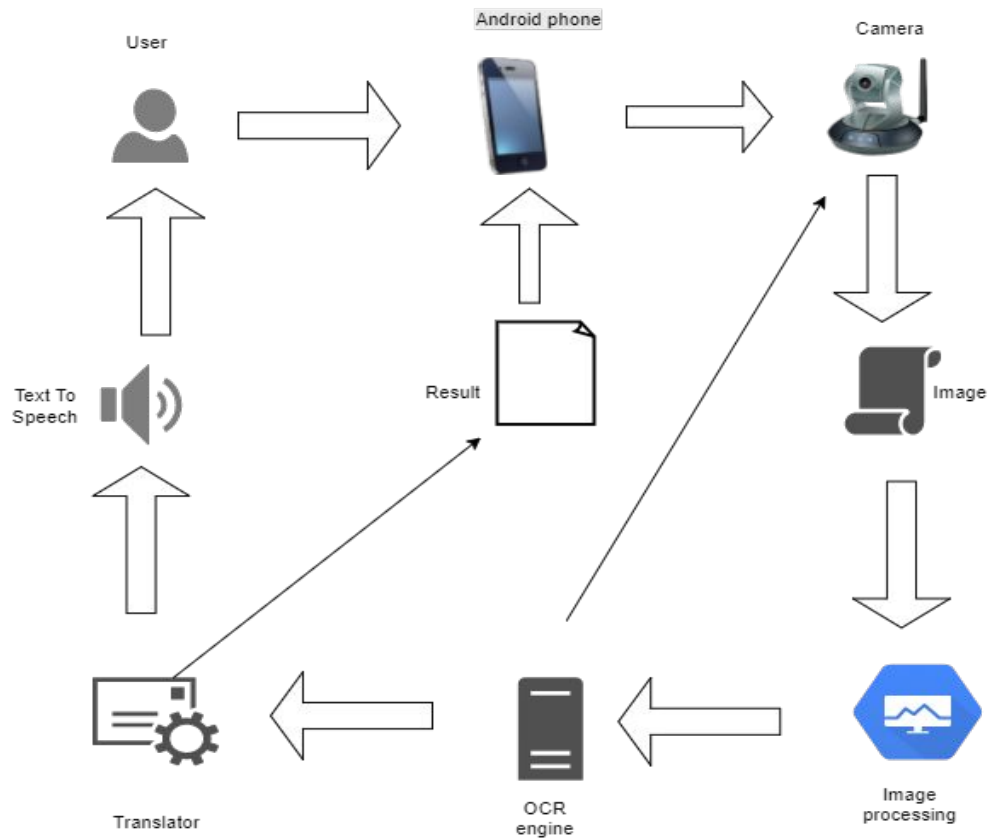 User
Android phone
Camera
Text To
Speech
Result
Image
Translator
OCR
engine
Image
processing